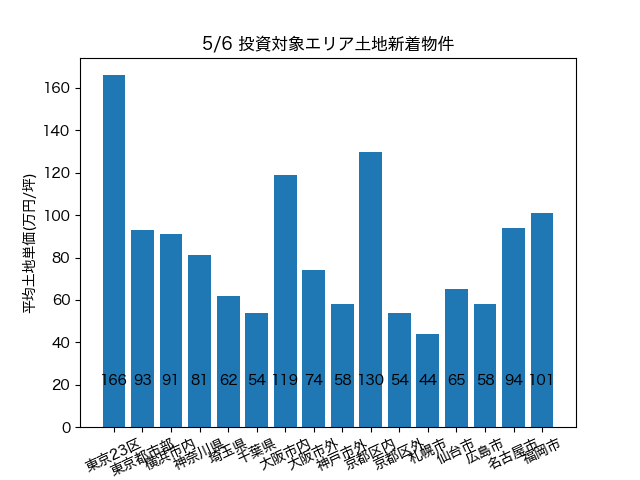 5/6 投資対象エリア土地新着物件
平均土地単価(万円/坪)
160
140
120
100
80
60
40
20
0
166 93 91 81 62 54 119 74 58 130 54 44 65 58 94 101
東京23区
東京都市部
横浜市内
神奈川県
埼玉県
千葉県
大阪市内
大阪市外
神戸市外
京都区内
京都区外
札幌市
仙台市
広島市
名古屋市
福岡市